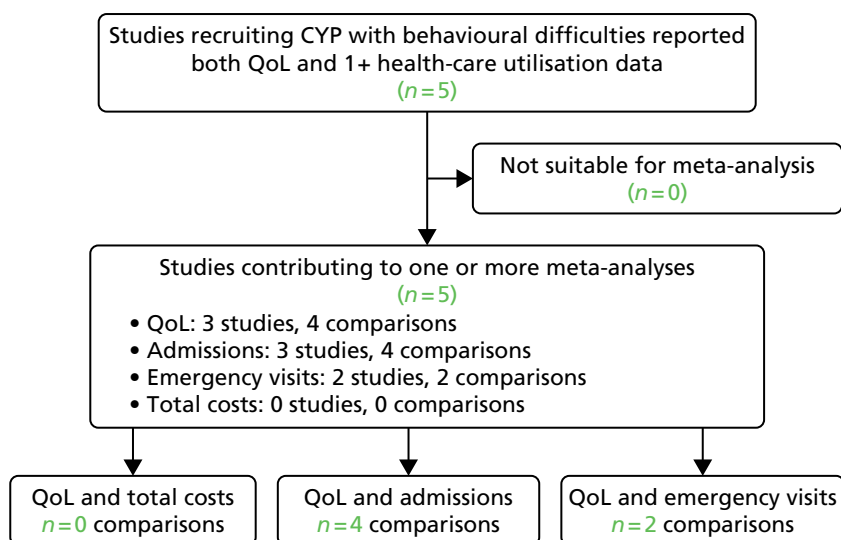 Studies recruiting CYP with behavioural difficulties reported
both QoL and 1+ health-care utilisation data
(n=5)
Not suitable for meta-analysis
(n=0)
Studies contributing to one or more meta-analyses
(n=5)
• QoL: 3 studies, 4 comparisons
• Admissions: 3 studies, 4 comparisons
• Emergency visits: 2 studies, 2 comparisons
• Total costs: 0 studies, 0 comparisons
QoL and total costs
n=0 comparisons
QoL and admissions
n=4 comparisons
QoL and emergency visits
n=2 comparisons